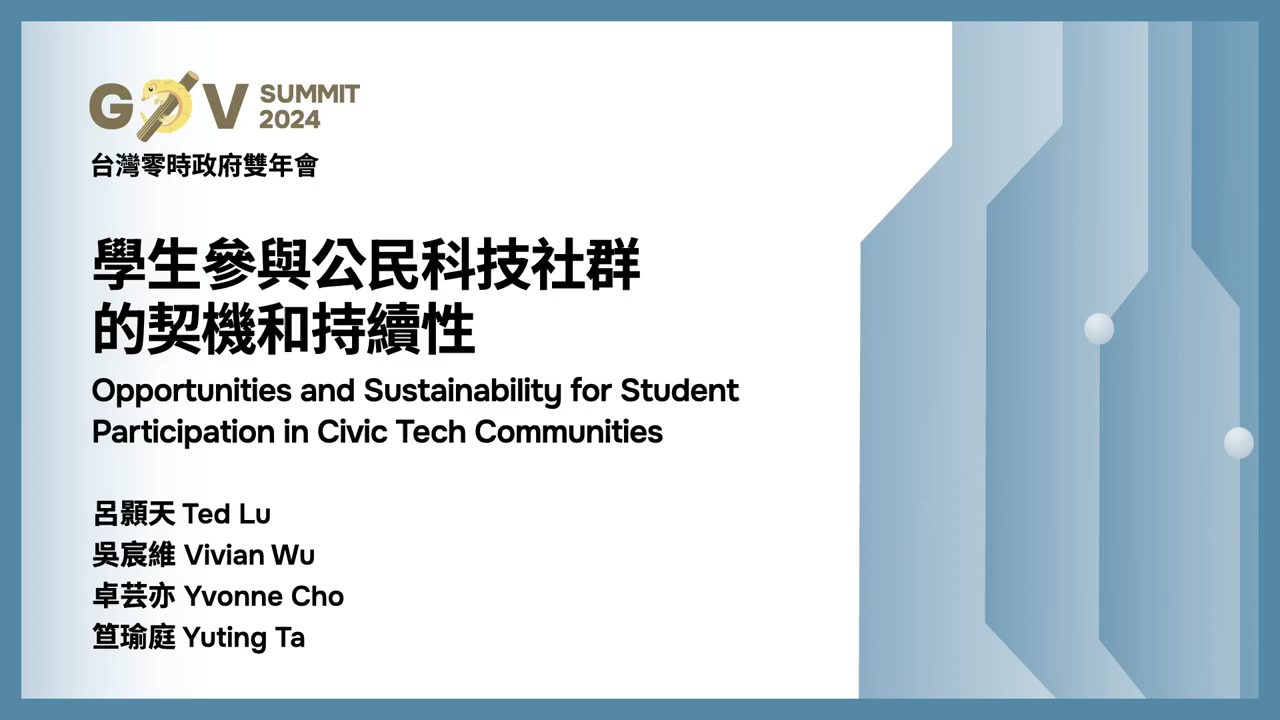 G0V SUMMIT 2024
台灣零時政府雙年會
學生參與公民科技社群
的契機和持續性
Opportunities and Sustainability for Student
Participation in Civic Tech Communities
呂顥天 Ted Lu
吳宸維 Vivian Wu
卓芸亦 Yvonne Cho
笪瑜庭 Yuting Ta